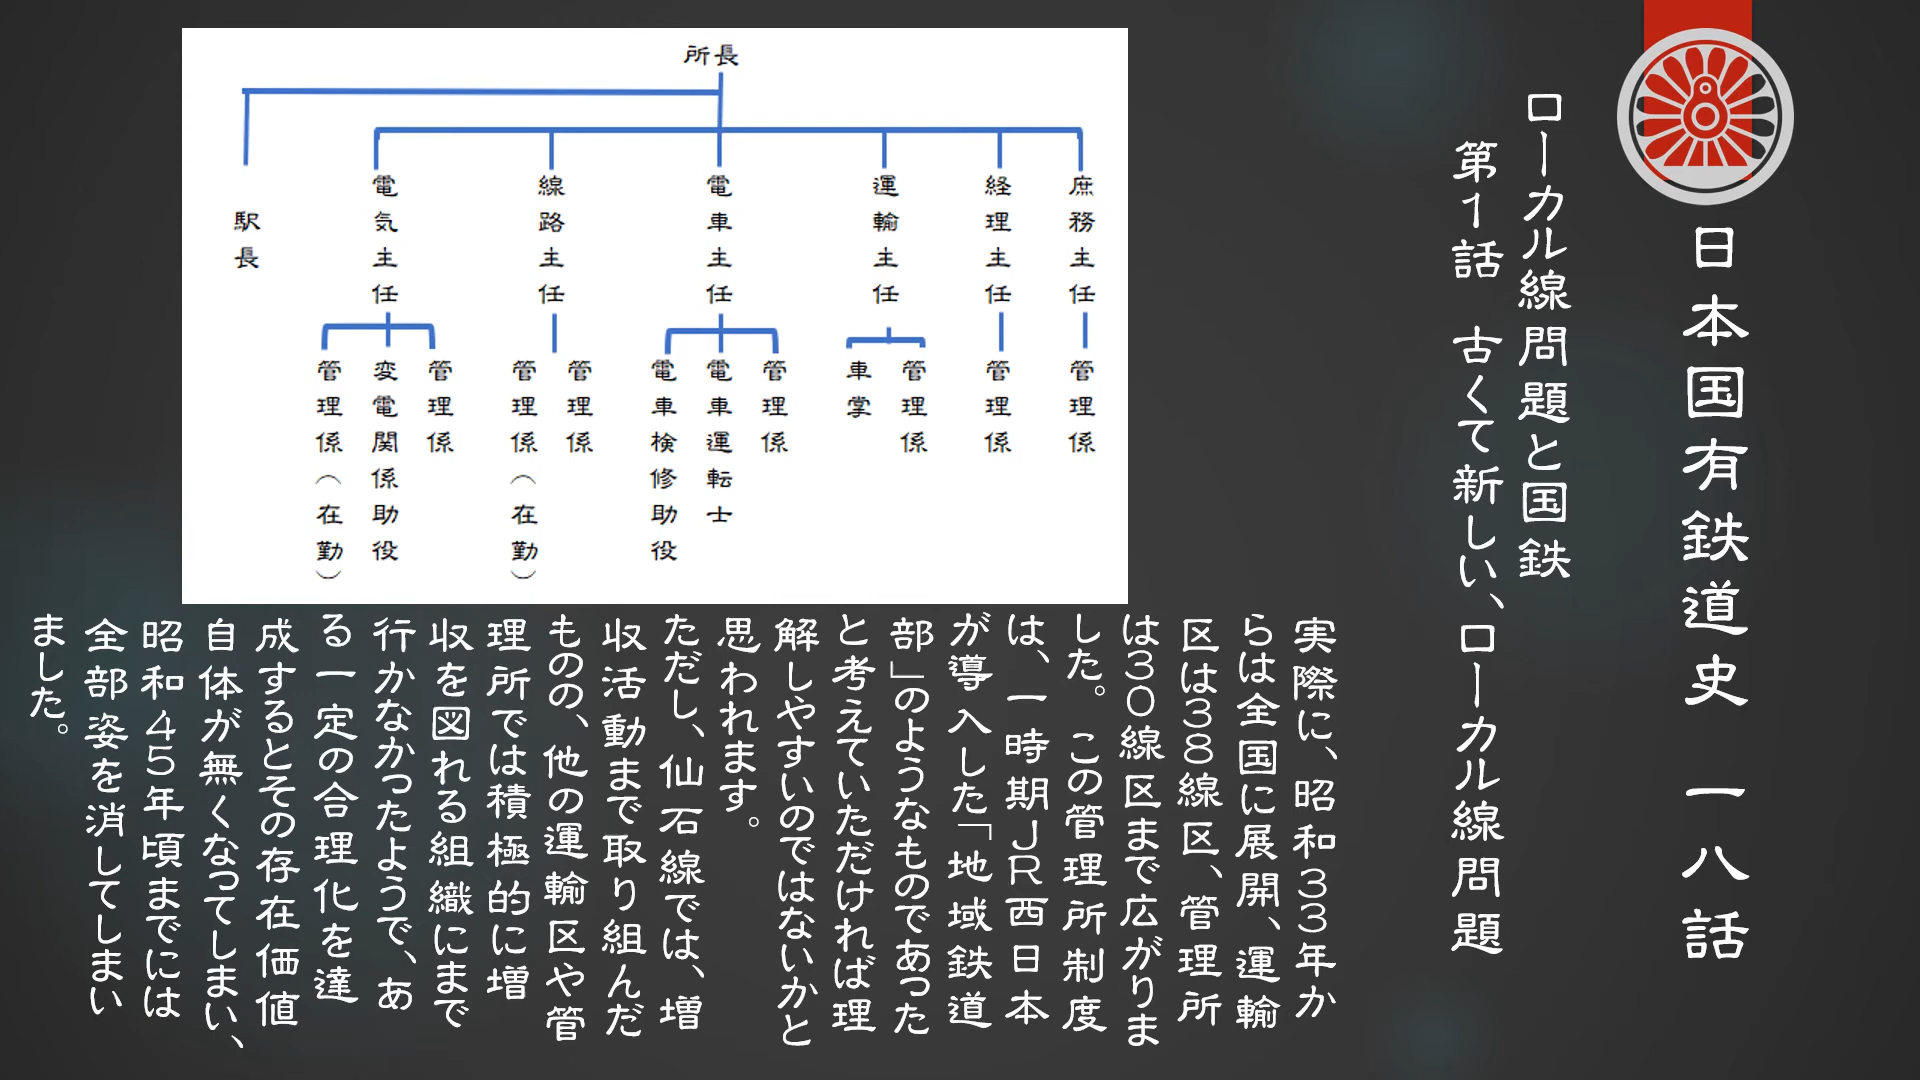 日本国有鉄道史　一八話
ローカル線問題と国鉄
第1話　古くて新しい、ローカル線問題
所長
庶務主任
経理主任
運輸主任
電車主任
線路主任
電気主任
駅長
管理係
管理係
管理係
車掌
管理係
電車運転士
電車検修助役
管理係
管理係（在勤）
管理係
変電関係助役
管理係（在勤）
実際に、昭和33年か
らは全国に展開、運輸
区は38線区、管理所
は30線区まで広がりま
した。　この管理所制度
は、一時期JR西日本
が導入した「地域鉄道
部」のようなものであった
と考えていただければ理
解しやすいのではないかと
思われます。
ただし、仙石線では、増
収活動まで取り組んだ
ものの、他の運輸区や管
理所では積極的に増
収を図れる組織にまで
行かなかったようで、あ
る一定の合理化を達
成するとその存在価値
自体が無くなってしまい、
昭和45年頃までには
全部姿を消してしまい
ました。